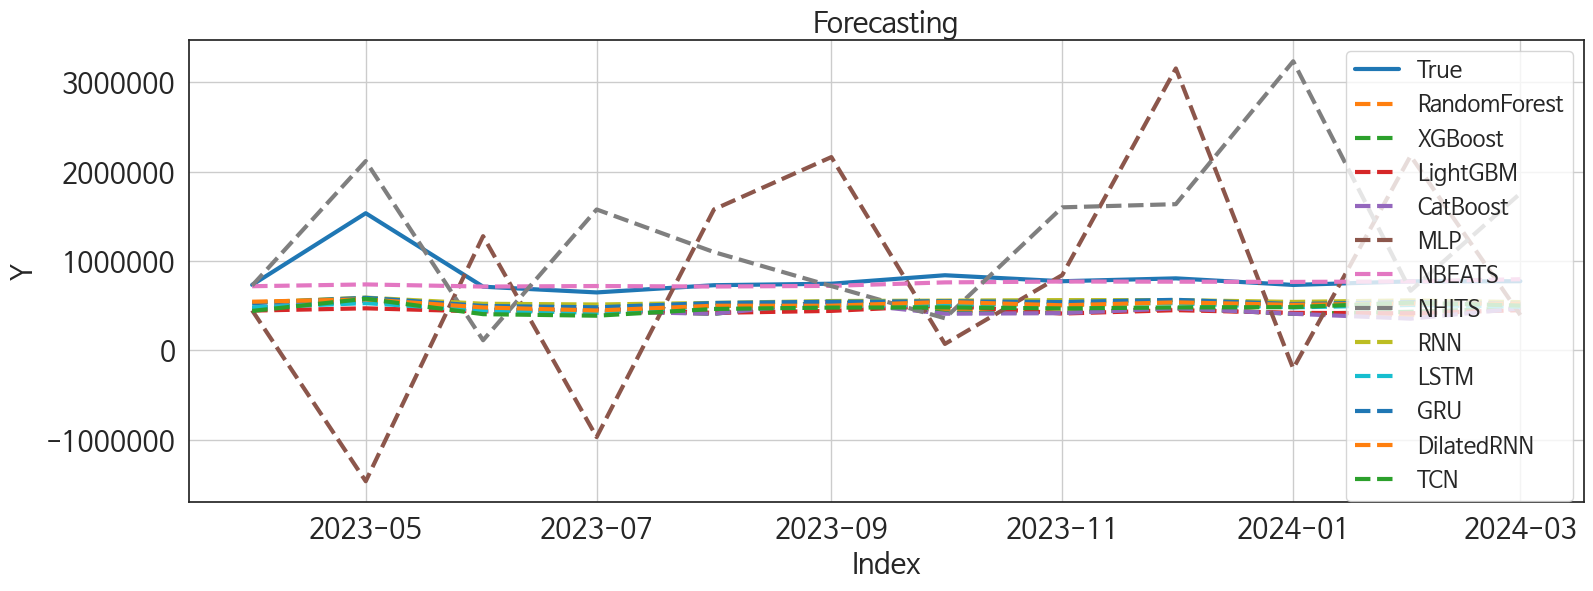 Forecasting
Y
3000000
2000000
1000000
0
−1000000
2023−05
2023−07
2023−09
2023−11
2024−01
2024−03
Index
True
RandomForest
XGBoost
LightGBM
CatBoost
MLP
NBEATS
NHITS
RNN
LSTM
GRU
DilatedRNN
TCN